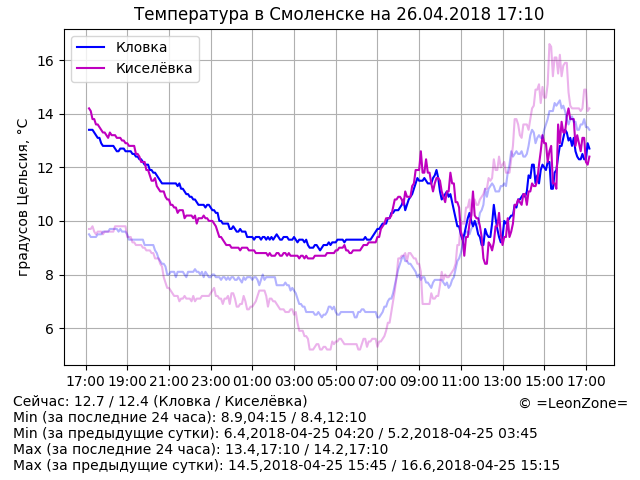 Температура в Смоленске на 26.04.2018 17:10
Кловка
Киселёвка
градусов Цельсия, °C
16
14
12
10
8
6
17:00 19:00 21:00 23:00 01:00 03:00 05:00 07:00 09:00 11:00 13:00 15:00 17:00
Сейчас: 12.7 / 12.4 (Кловка / Киселёвка)
© =LeonZone=
Min (за последние 24 часа): 8.9,04:15 / 8.4,12:10
Min (за предыдущие сутки): 6.4,2018-04-25 04:20 / 5.2,2018-04-25 03:45
Max (за последние 24 часа): 13.4,17:10 / 14.2,17:10
Max (за предыдущие сутки): 14.5,2018-04-25 15:45 / 16.6,2018-04-25 15:15